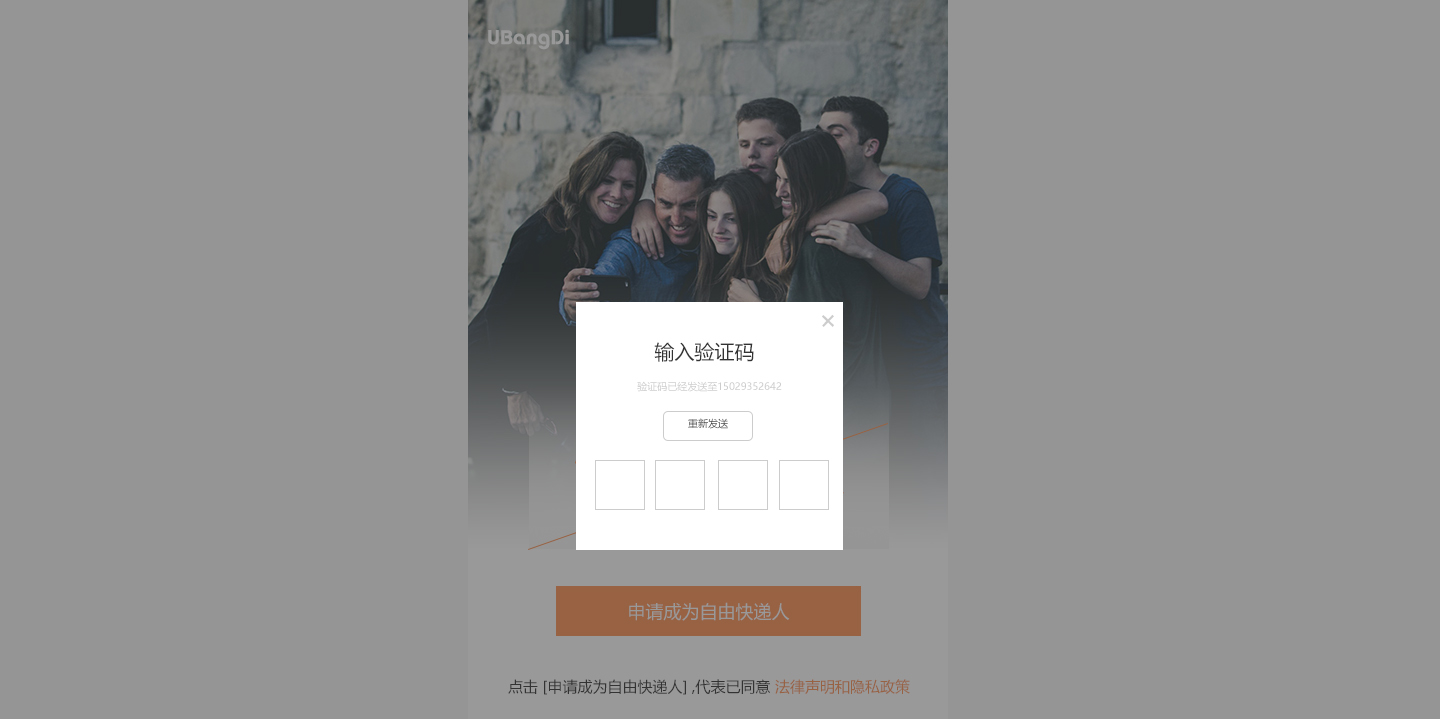 UBangDi
输入验证码
验证码已经发送至15029352642
重新发送
申请成为自由快递人
点击 [申请成为自由快递人] ,代表已同意 法律声明和隐私政策